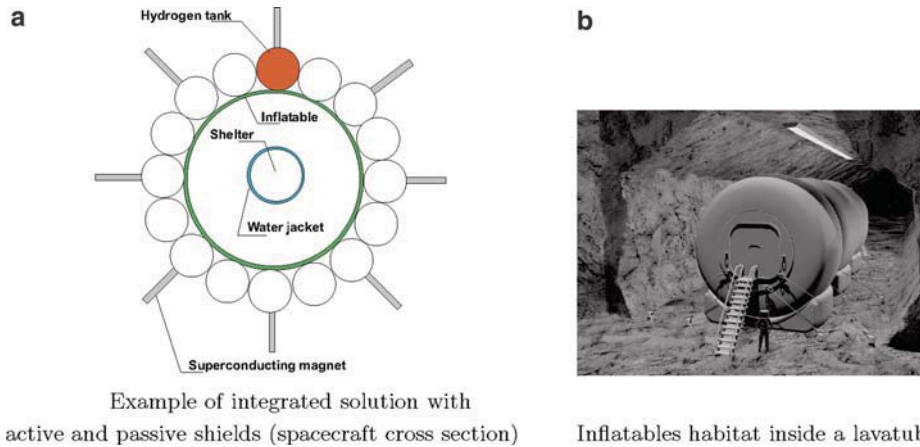 a
Hydrogen tank
Inflatable
Shelter
Water jacket
Superconducting magnet
Example of integrated solution with
active and passive shields (spacecraft cross section)
b
Inflatables habitat inside a lavatu